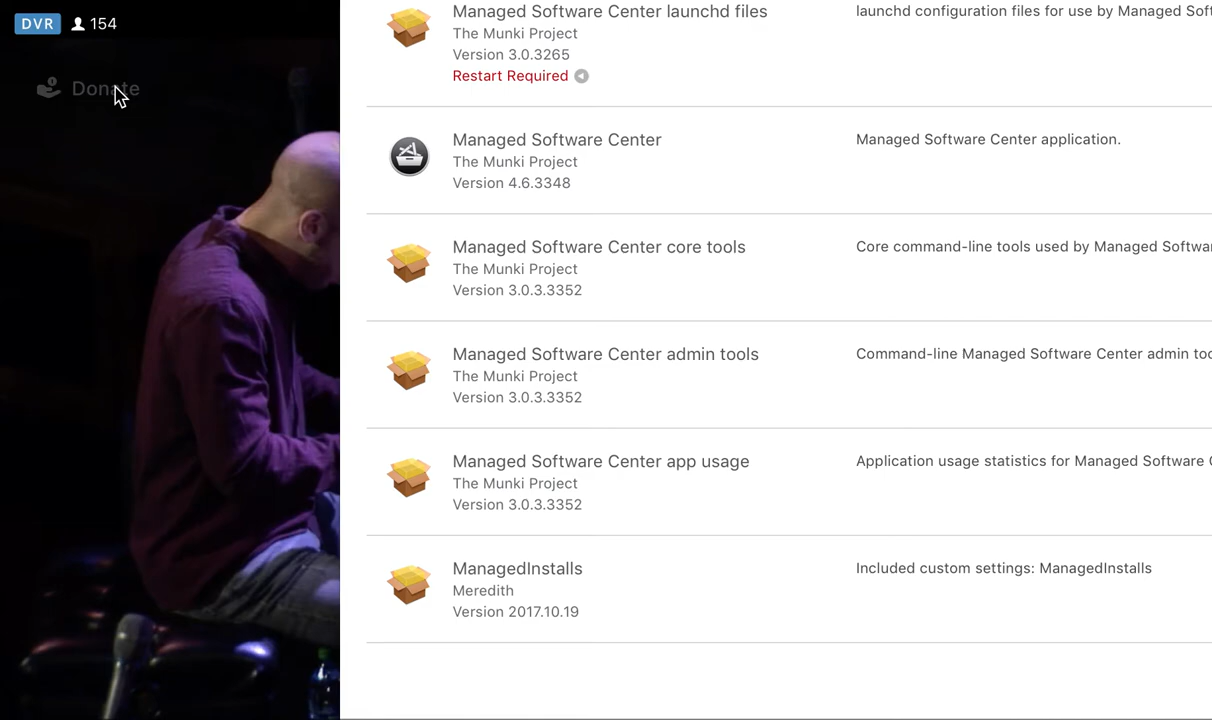 DVR 154
Donate
Managed Software Center launchd files
The Munki Project
Version 3.0.3265
Restart Required
launchd configuration files for use by Managed Soft
Managed Software Center
The Munki Project
Version 4.6.3348
Managed Software Center application.
Managed Software Center core tools
The Munki Project
Version 3.0.3.3352
Core command-line tools used by Managed Softwar
Managed Software Center admin tools
The Munki Project
Version 3.0.3.3352
Command-line Managed Software Center admin too
Managed Software Center app usage
The Munki Project
Version 3.0.3.3352
Application usage statistics for Managed Software C
ManagedInstalls
Meredith
Version 2017.10.19
Included custom settings: ManagedInstalls